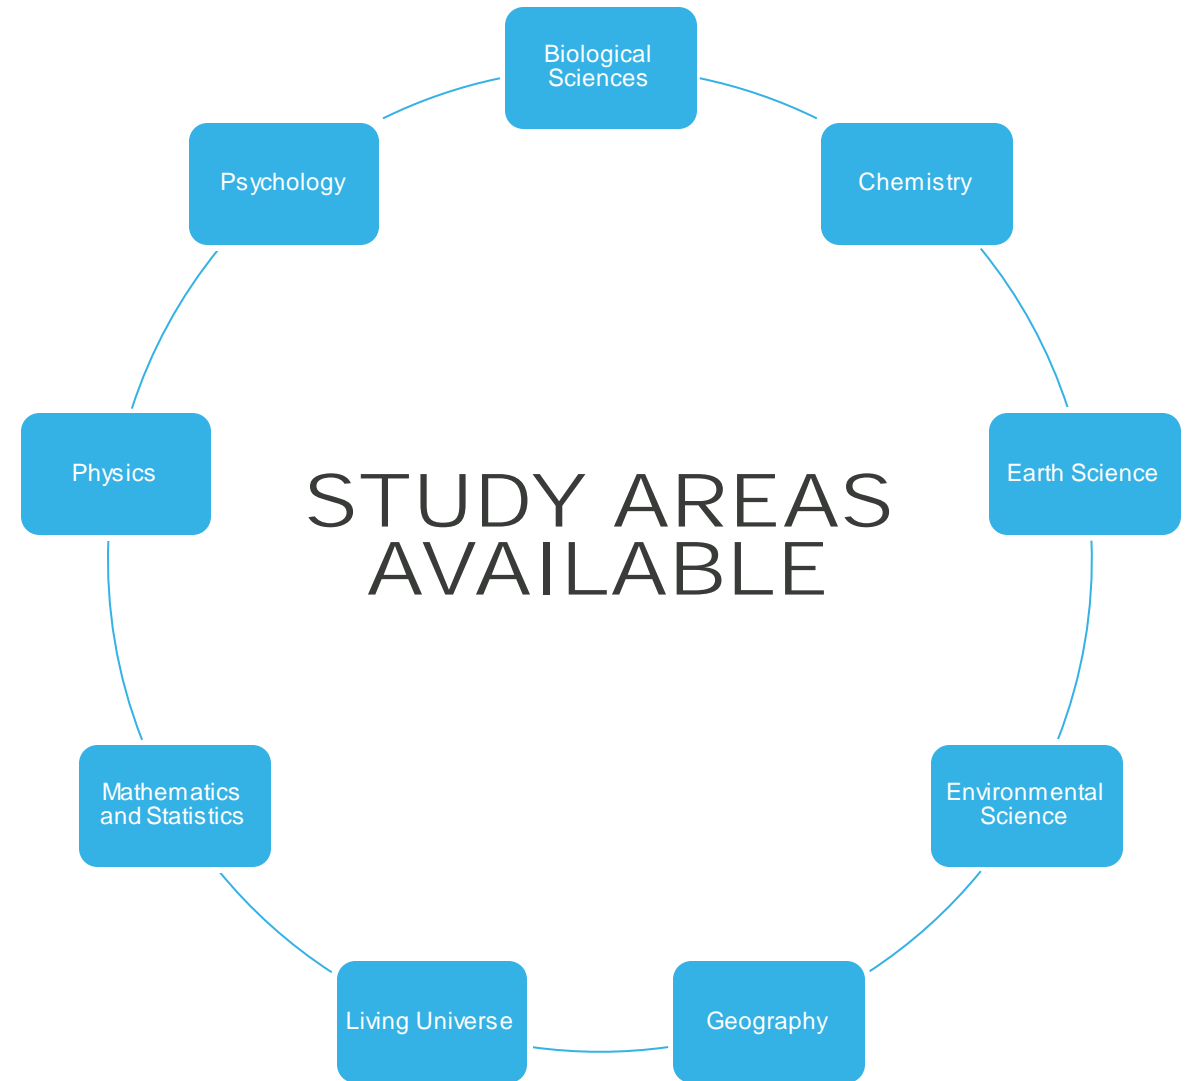 Biological
Sciences
Chemistry
Earth Science
Environmental
Science
Geography
Living Universe
Mathematics
and Statistics
Physics
Psychology
STUDY AREAS
AVAILABLE